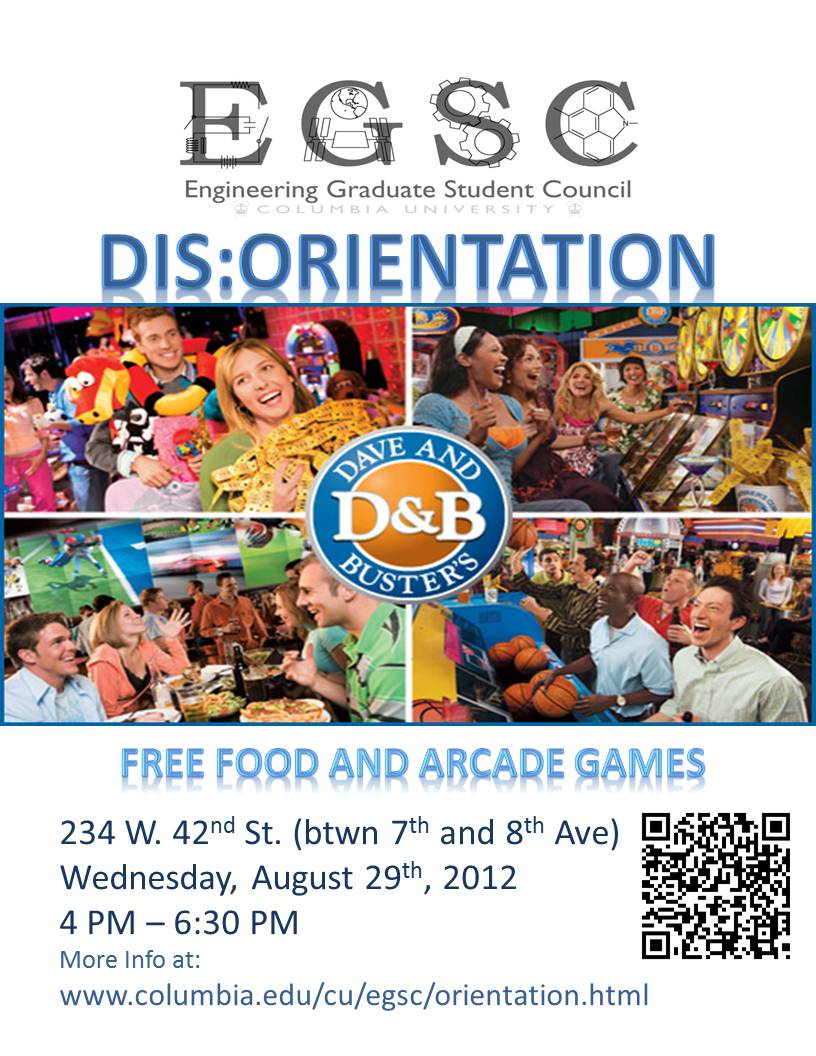 EGSC
Engineering Graduate Student Council
COLUMBIA UNIVERSITY
DIS:ORIENTATION
DAVE AND
D&B
BUSTER'S
FREE FOOD AND ARCADE GAMES
234 W. 42nd St. (btwn 7th and 8th Ave)
Wednesday, August 29th, 2012
4 PM – 6:30 PM
More Info at:
www.columbia.edu/cu/egsc/orientation.html